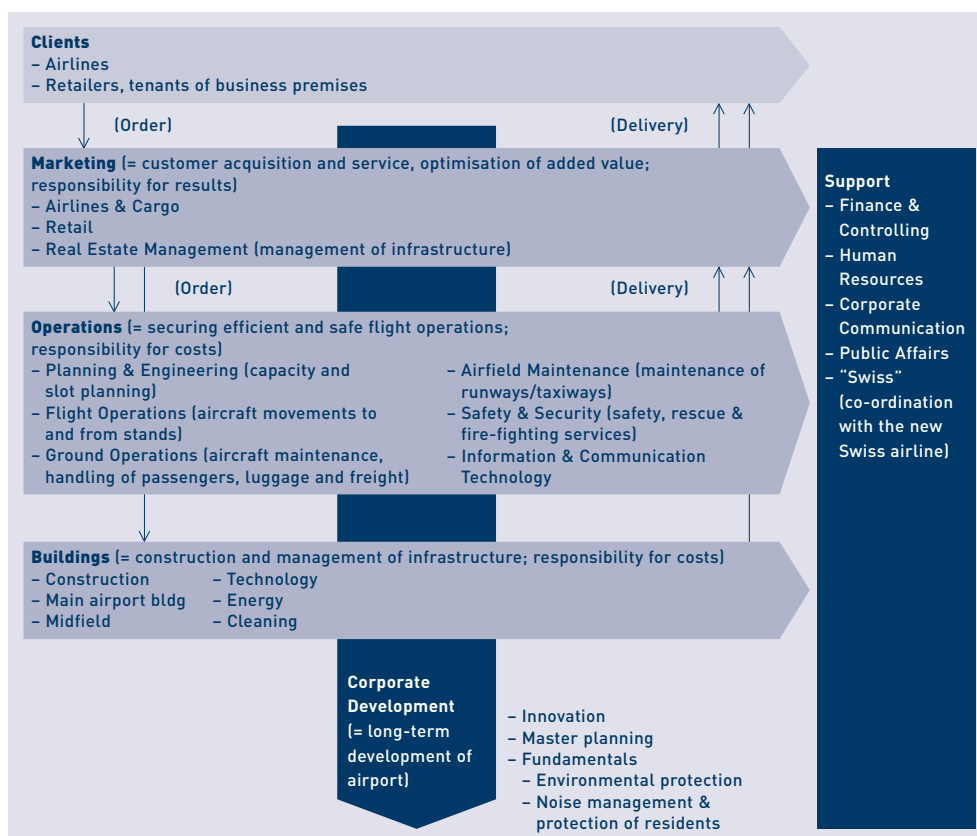 Clients
– Airlines
– Retailers, tenants of business premises
(Order)
(Delivery)
Marketing (= customer acquisition and service, optimisation of added value;
responsibility for results)
– Airlines & Cargo
– Retail
– Real Estate Management (management of infrastructure)
(Order)
(Delivery)
Operations (= securing efficient and safe flight operations;
responsibility for costs)
– Planning & Engineering (capacity and
slot planning)
– Flight Operations (aircraft movements to
and from stands)
– Ground Operations (aircraft maintenance,
handling of passengers, luggage and freight)
– Airfield Maintenance (maintenance of
runways/taxiways)
– Safety & Security (safety, rescue &
fire-fighting services)
– Information & Communication
Technology
Buildings (= construction and management of infrastructure; responsibility for costs)
– Construction
– Main airport bldg
– Midfield
– Technology
– Energy
– Cleaning
Corporate
Development
(= long-term
development of
airport)
– Innovation
– Master planning
– Fundamentals
– Environmental protection
– Noise management &
protection of residents
Support
– Finance &
Controlling
– Human
Resources
– Corporate
Communication
– Public Affairs
– “Swiss”
(co-ordination
with the new
Swiss airline)